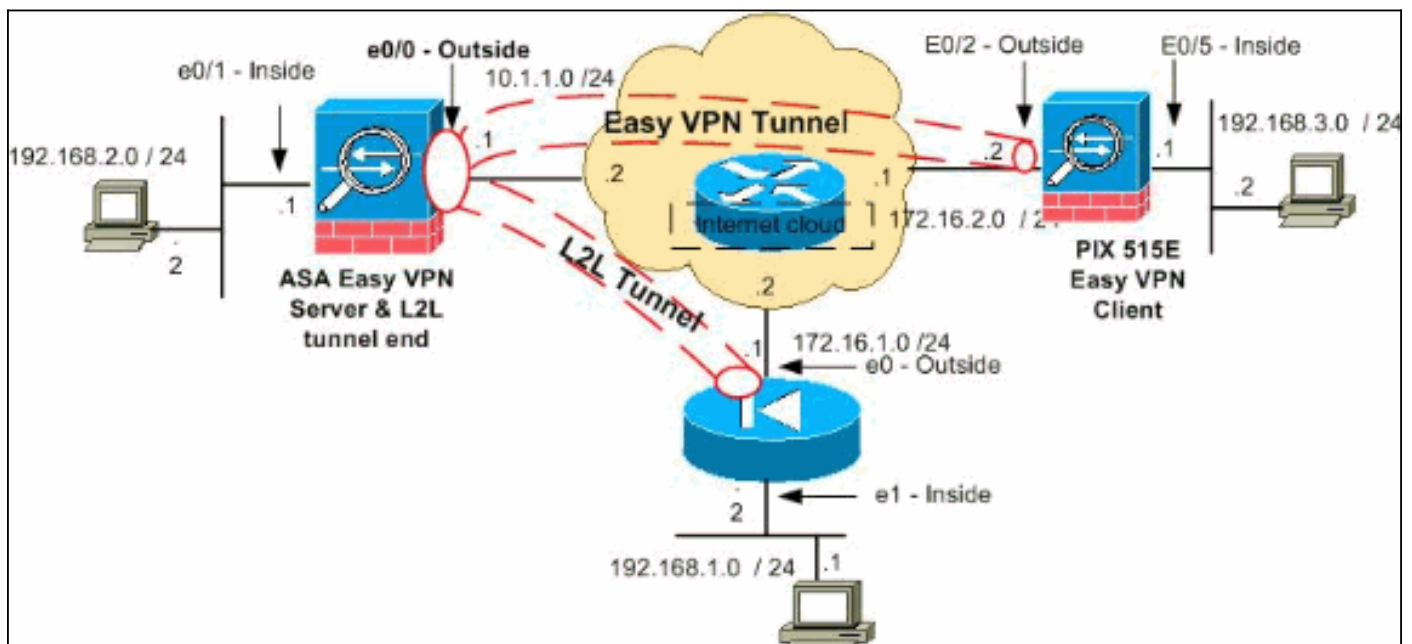 e0/0 - Outside
E0/2 - Outside
E0/5 - Inside
e0/1 - Inside
10.1.1.0 /24
Easy VPN Tunnel
192.168.3.0 / 24
192.168.2.0 / 24
.1
.2
.1
.2
.1
.1
.2
Internet cloud
172.16.2.0 / 24
2
L2L Tunnel
ASA Easy VPN
Server & L2L
tunnel end
PIX 515E
Easy VPN
Client
.2
.1
172.16.1.0 /24
e0 - Outside
e1 - Inside
2
192.168.1.0 / 24
.1